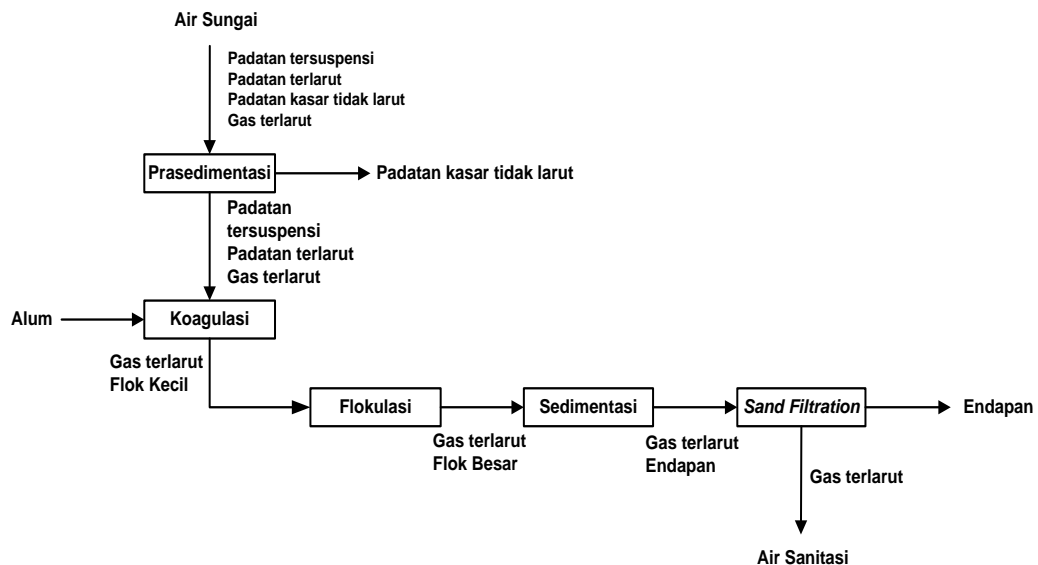 Air Sungai
Padatan tersuspensi
Padatan terlarut
Padatan kasar tidak larut
Gas terlarut
Prasedimentasi
Padatan kasar tidak larut
Padatan
tersuspensi
Padatan terlarut
Gas terlarut
Alum
Koagulasi
Gas terlarut
Flok Kecil
Flokulasi
Sedimentasi
Sand Filtration
Endapan
Gas terlarut
Flok Besar
Gas terlarut
Endapan
Gas terlarut
Air Sanitasi